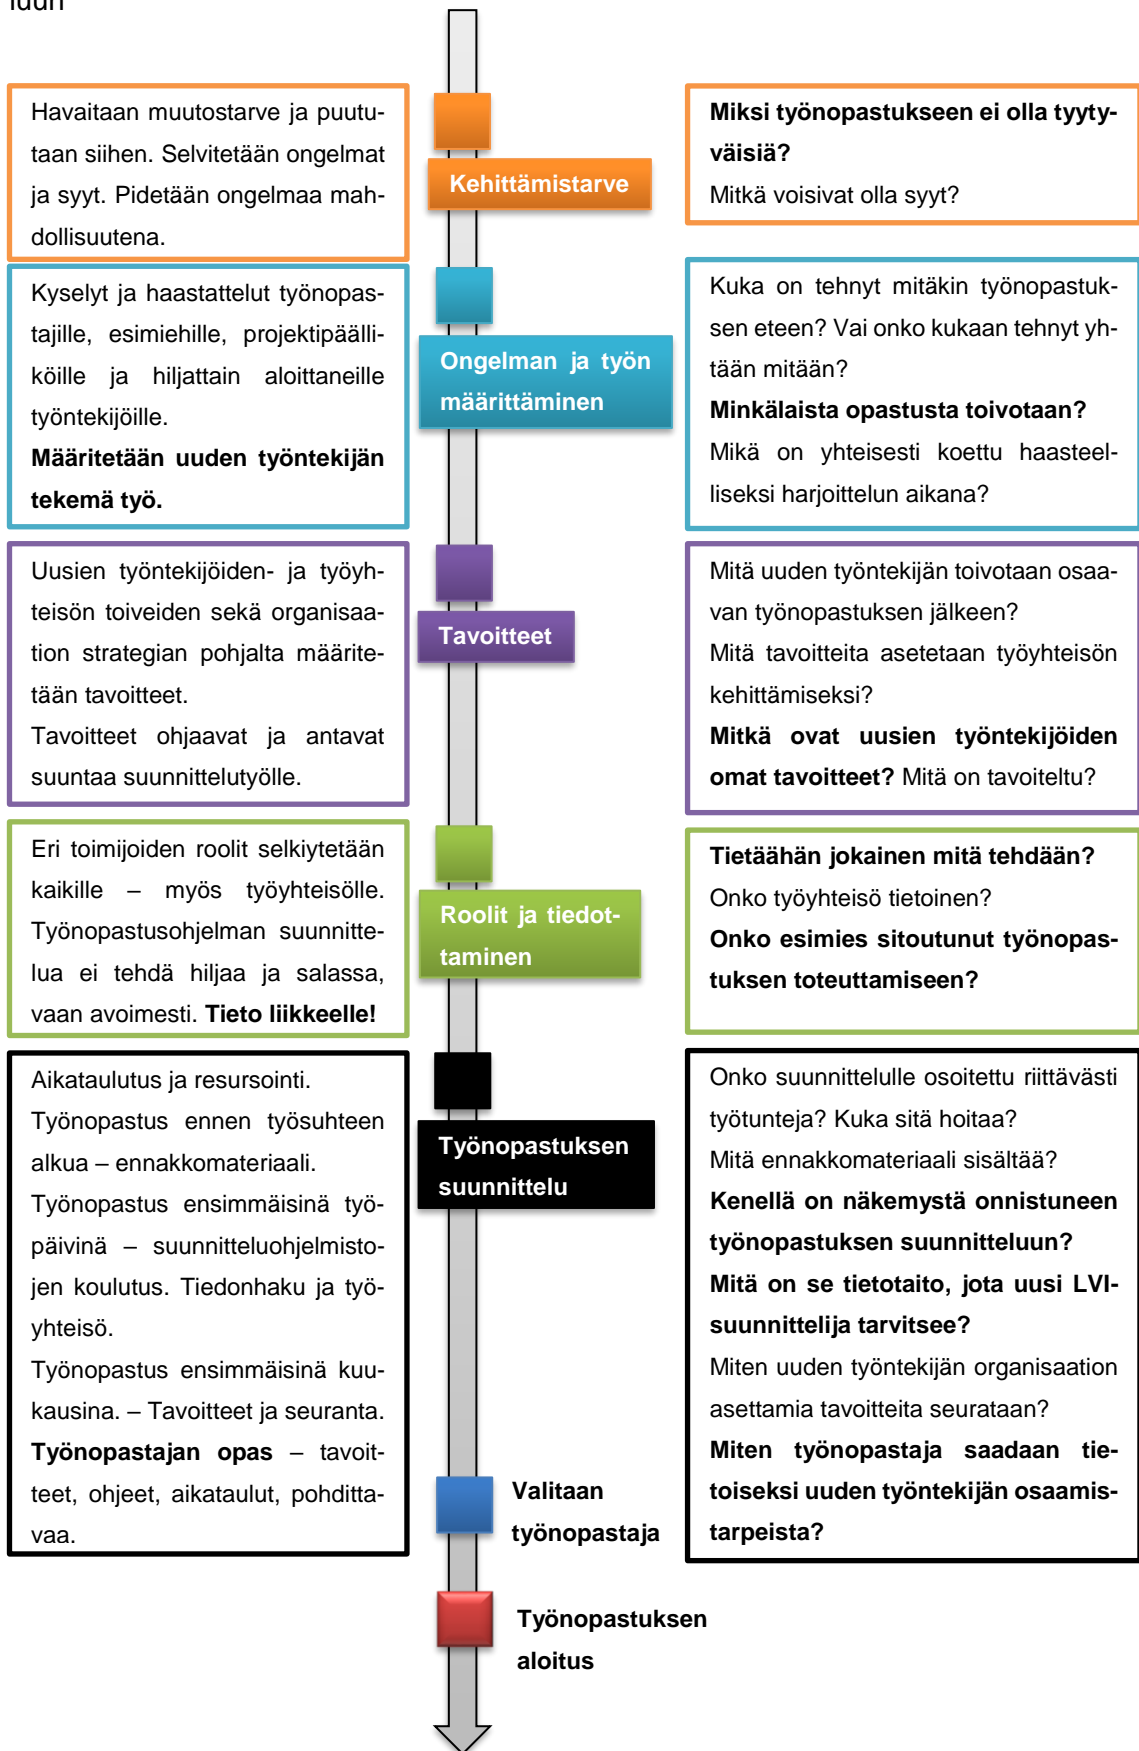 luun
Havaitaan muutostarve ja puutu-
taan siihen. Selvitetään ongelmat
ja syyt. Pidetään ongelmaa mah-
dollisuutena.
Kehittämistarve
Miksi työnopastukseen ei olla tyyty-
väisiä?
Mitkä voisivat olla syyt?
Kyselyt ja haastattelut työnopas-
tajille, esimiehille, projektipäälli-
köille ja hiljattain aloittaneille
työntekijöille.
Määritetään uuden työntekijän
tekemä työ.
Ongelman ja työn
määrittäminen
Kuka on tehnyt mitäkin työnopastuk-
sen eteen? Vai onko kukaan tehnyt yh-
tään mitään?
Minkälaista opastusta toivotaan?
Mikä on yhteisesti koettu haasteel-
liseksi harjoittelun aikana?
Uusien työntekijöiden- ja työyh-
teisön toiveiden sekä organisaa-
tion strategian pohjalta määrite-
tään tavoitteet.
Tavoitteet ohjaavat ja antavat
suuntaa suunnittelutyölle.
Tavoitteet
Mitä uuden työntekijän toivotaan osaa-
van työnopastuksen jälkeen?
Mitä tavoitteita asetetaan työyhteisön
kehittämiseksi?
Mitkä ovat uusien työntekijöiden
omat tavoitteet? Mitä on tavoiteltu?
Eri toimijoiden roolit selkiytetään
kaikille – myös työyhteisölle.
Työnopastusohjelman suunnitte-
lua ei tehdä hiljaa ja salassa,
vaan avoimesti. Tieto liikkeelle!
Roolit ja tiedot-
taminen
Tietäähän jokainen mitä tehdään?
Onko työyhteisö tietoinen?
Onko esimies sitoutunut työnopas-
tuksen toteuttamiseen?
Aikataulutus ja resursointi.
Työnopastus ennen työsuhteen
alkua – ennakkomateriaali.
Työnopastus ensimmäisinä työ-
päivinä – suunnitteluohjelmisto-
jen koulutus. Tiedonhaku ja työ-
yhteisö.
Työnopastus ensimmäisinä kuu-
kausina. – Tavoitteet ja seuranta.
Työnopastajan opas – tavoit-
teet, ohjeet, aikataulut, pohditta-
vaa.
Työnopastuksen
suunnittelu
Onko suunnittelulle osoitettu riittävästi
työtunteja? Kuka sitä hoitaa?
Mitä ennakkomateriaali sisältää?
Kenellä on näkemystä onnistuneen
työnopastuksen suunnitteluun?
Mitä on se tietotaito, jota uusi LVI-
suunnittelija tarvitsee?
Miten uuden työntekijän organisaation
asettamia tavoitteita seurataan?
Miten työnopastaja saadaan tie-
toiseksi uuden työntekijän osaamis-
tarpeista?
Valitaan
työnopastaja
Työnopastuksen
aloitus